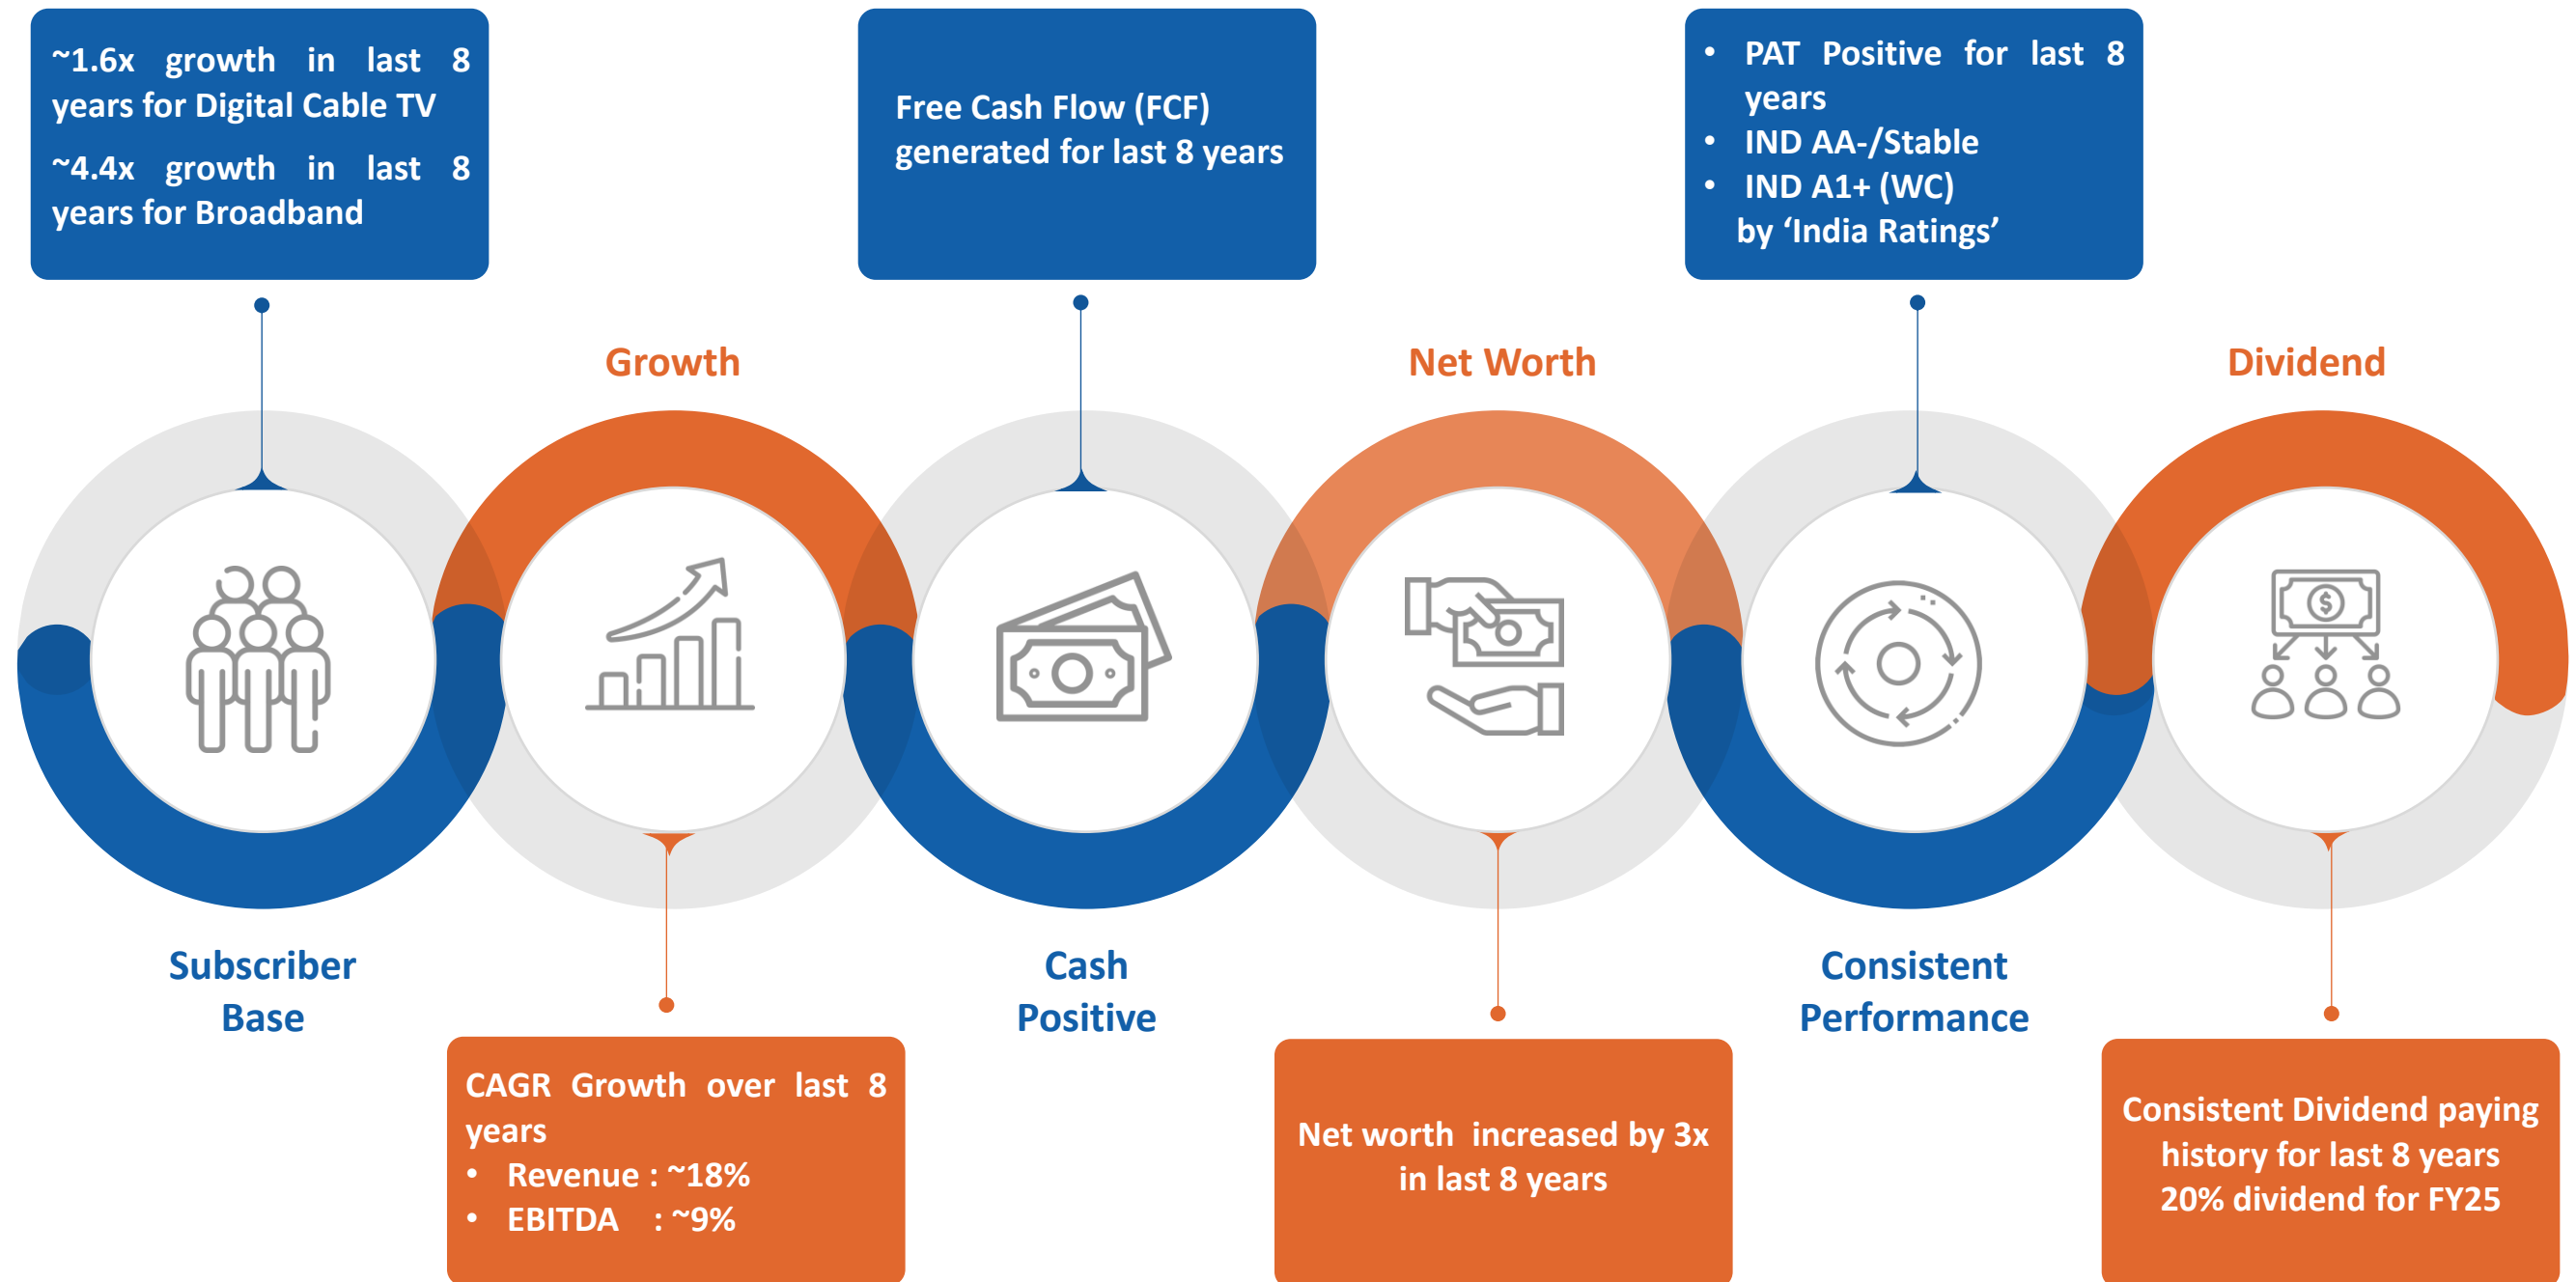 ~1.6x growth in last 8
years for Digital Cable TV
~4.4x growth in last 8
years for Broadband
Free Cash Flow (FCF)
generated for last 8 years
• PAT Positive for last 8
years
• IND AA-/Stable
• IND A1+ (WC)
by ‘India Ratings’
Growth
Net Worth
Dividend
$
Subscriber
Base
Cash
Positive
Consistent
Performance
CAGR Growth over last 8
years
• Revenue : ~18%
• EBITDA : ~9%
Net worth increased by 3x
in last 8 years
Consistent Dividend paying
history for last 8 years
20% dividend for FY25